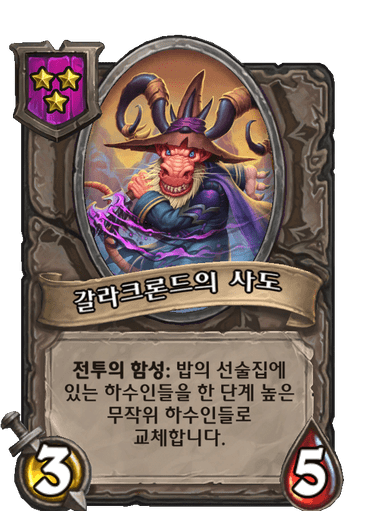 갈라크론드의 사도
전투의 함성: 밥의 선술집에
있는 하수인들을 한 단계 높은
무작위 하수인들로
교체합니다.
3
5